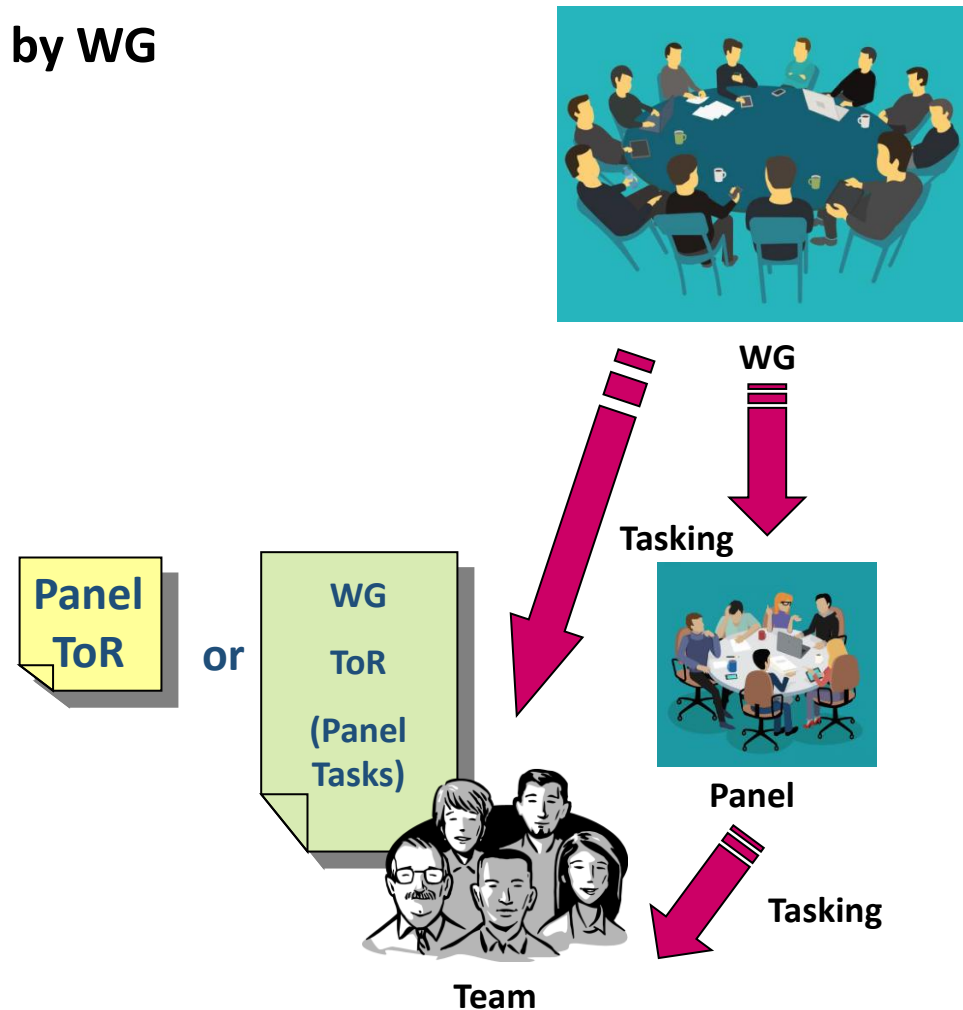 by WG
WG
Tasking
Panel
ToR
or
WG
ToR
(Panel
Tasks)
Panel
Tasking
Team